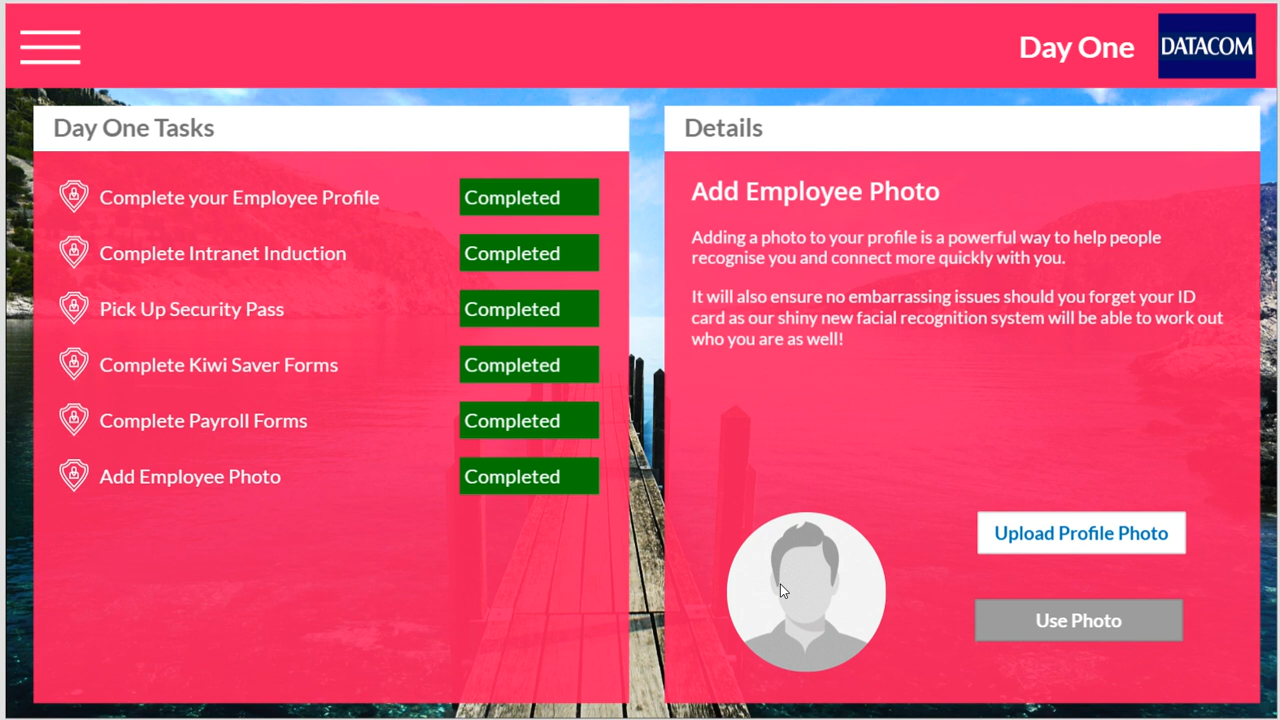 Day One
DATACOM
Day One Tasks
Complete your Employee Profile Completed
Complete Intranet Induction Completed
Pick Up Security Pass Completed
Complete Kiwi Saver Forms Completed
Complete Payroll Forms Completed
Add Employee Photo Completed
Details
Add Employee Photo
Adding a photo to your profile is a powerful way to help people
recognise you and connect more quickly with you.
It will also ensure no embarrassing issues should you forget your ID
card as our shiny new facial recognition system will be able to work out
who you are as well!
Upload Profile Photo
Use Photo